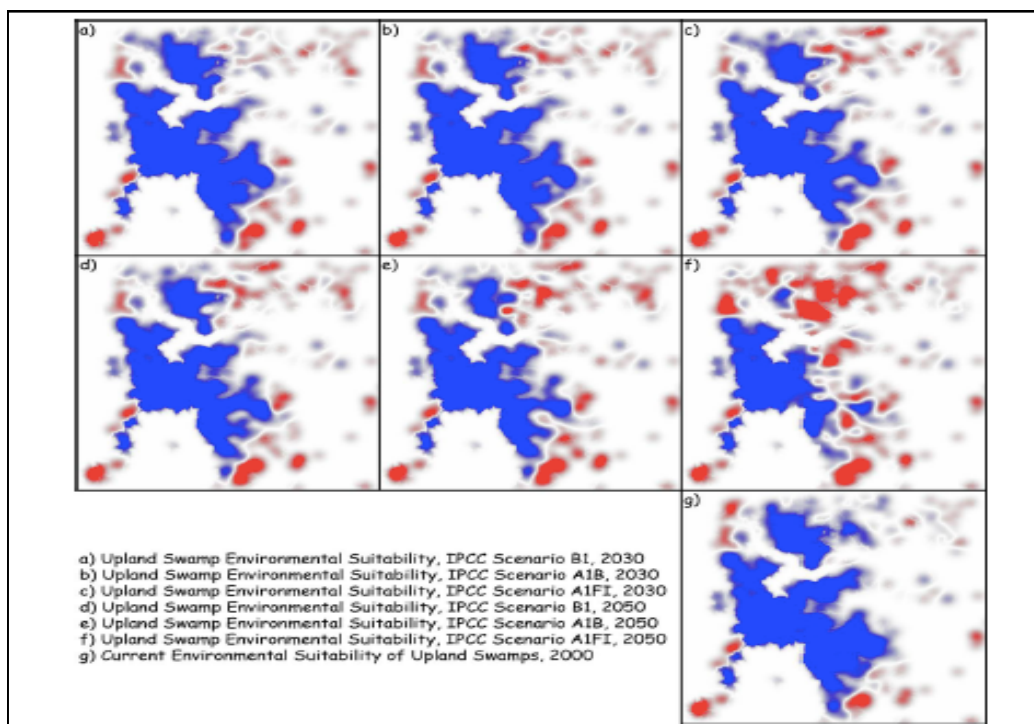 a)
b)
c)
d)
e)
f)
g)
a) Upland Swamp Environmental Suitability, IPCC Scenario B1, 2030
b) Upland Swamp Environmental Suitability, IPCC Scenario A1B, 2030
c) Upland Swamp Environmental Suitability, IPCC Scenario A1FI, 2030
d) Upland Swamp Environmental Suitability, IPCC Scenario B1, 2050
e) Upland Swamp Environmental Suitability, IPCC Scenario A1B, 2050
f) Upland Swamp Environmental Suitability, IPCC Scenario A1FI, 2050
g) Current Environmental Suitability of Upland Swamps, 2000